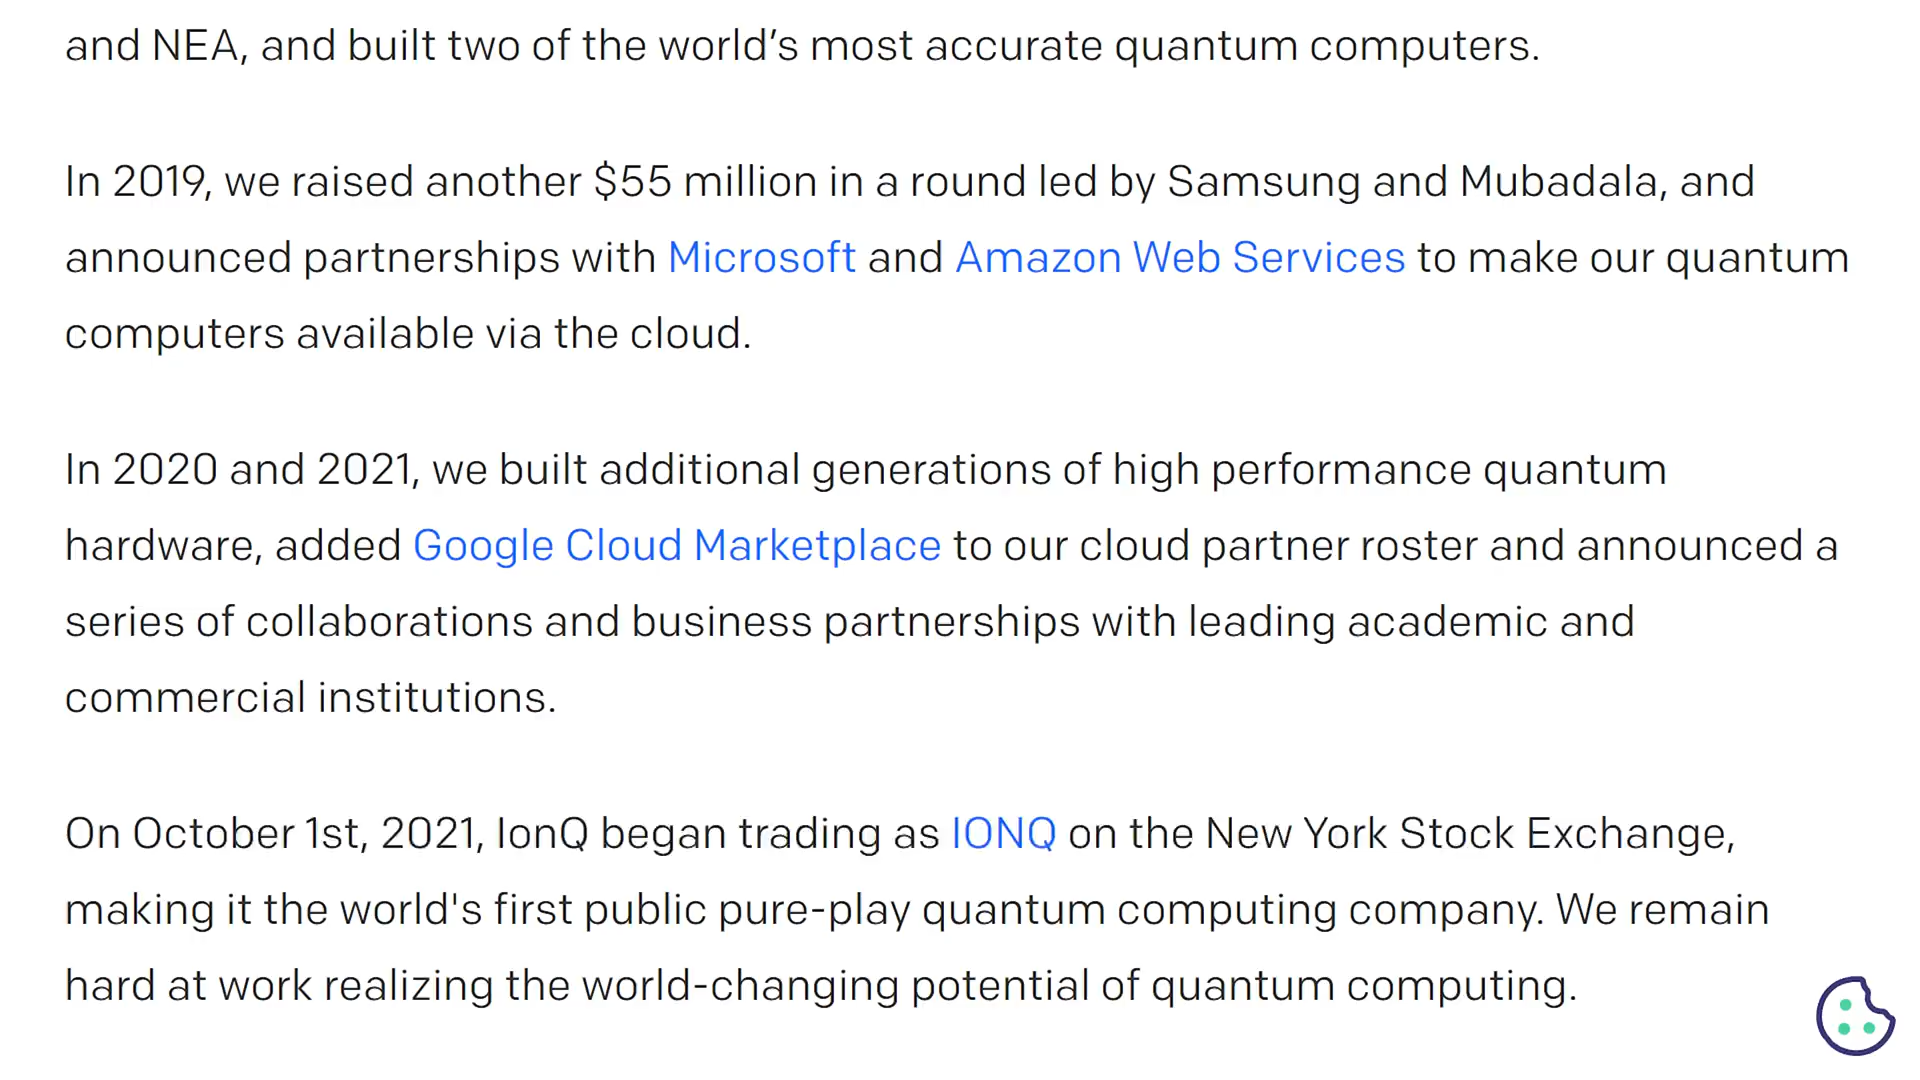 and NEA, and built two of the world’s most accurate quantum computers.
In 2019, we raised another $55 million in a round led by Samsung and Mubadala, and
announced partnerships with Microsoft and Amazon Web Services to make our quantum
computers available via the cloud.
In 2020 and 2021, we built additional generations of high performance quantum
hardware, added Google Cloud Marketplace to our cloud partner roster and announced a
series of collaborations and business partnerships with leading academic and
commercial institutions.
On October 1st, 2021, IonQ began trading as IONQ on the New York Stock Exchange,
making it the world's first public pure-play quantum computing company. We remain
hard at work realizing the world-changing potential of quantum computing.